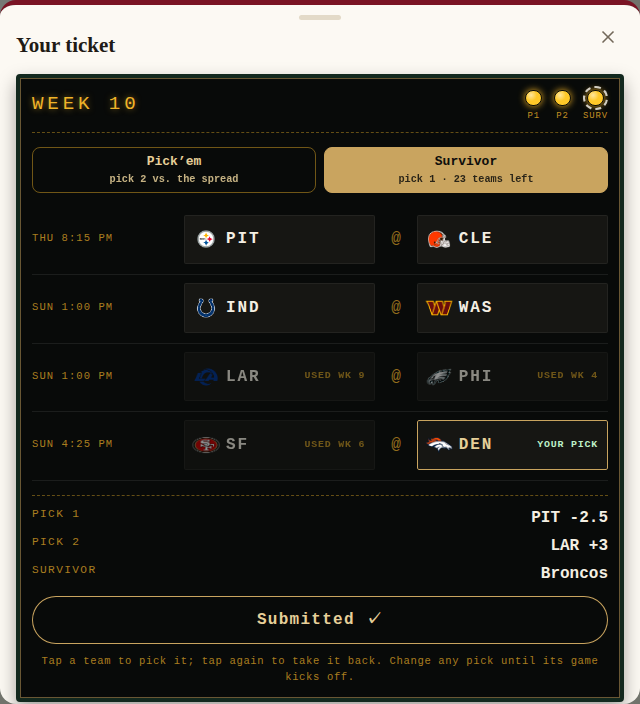 Your ticket
WEEK 10
P1 P2 SURV
Pick’em
pick 2 vs. the spread
Survivor
pick 1 · 23 teams left
THU 8:15 PM PIT @ CLE
SUN 1:00 PM IND @ WAS
SUN 1:00 PM LAR USED WK 9 @ PHI USED WK 4
SUN 4:25 PM SF USED WK 6 @ DEN YOUR PICK
PICK 1 PIT -2.5
PICK 2 LAR +3
SURVIVOR Broncos
Submitted ✓
Tap a team to pick it; tap again to take it back. Change any pick until its game
kicks off.